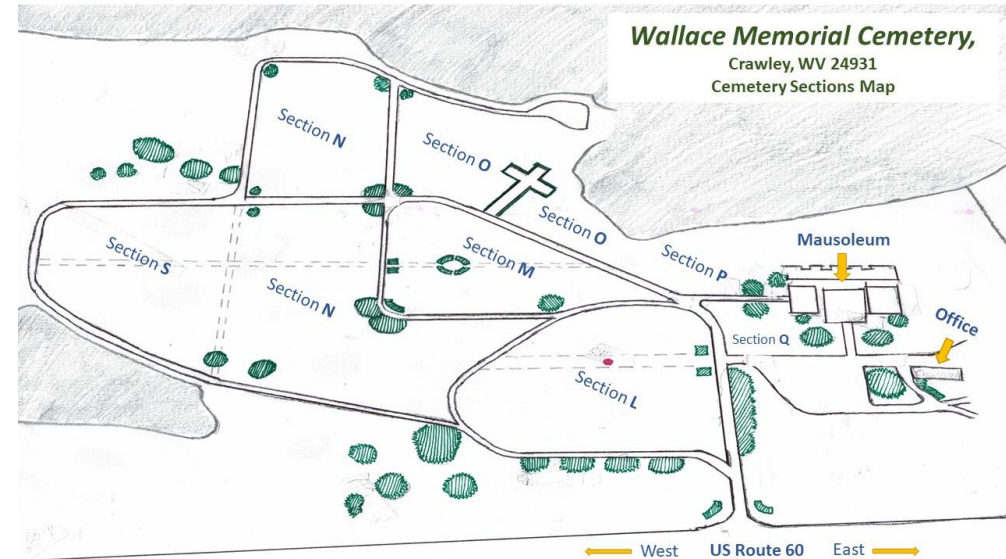 Wallace Memorial Cemetery,
Crawley, WV 24931
Cemetery Sections Map
Section N
Section O
Section O
Section P
Mausoleum
Section S
Section N
Section M
Section Q
Office
Section L
West US Route 60 East